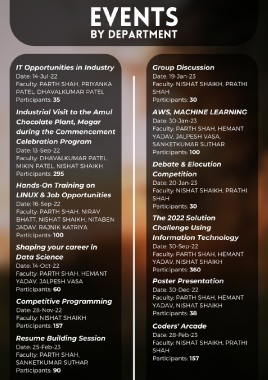 EVENTS
BY DEPARTMENT
IT Opportunities in Industry
Date: 14-Jul-22
Faculty: PARTH SHAH, PRIYANKA
PATEL, DHAVALKUMAR PATEL
Participants: 35
Industrial Visit to the Amul
Chocolate Plant, Mogar
during the Commencement
Celebration Program
Date: 13-Sep-22
Faculty: DHAVALKUMAR PATEL,
MIKIN PATEL, NISHAT SHAIKH
Participants: 295
Hands-On Training on
LINUX & Job Opportunities
Date: 16-Sep-22
Faculty: PARTH SHAH, NIRAV
BHATT, NISHAT SHAIKH, NITABEN
JADAV, RAJNIK KATRIYA
Participants: 100
Shaping your career in
Data Science
Date: 14-Oct-22
Faculty: PARTH SHAH, HEMANT
YADAV, JALPESH VASA
Participants: 60
Competitive Programming
Date: 28-Nov-22
Faculty: NISHAT SHAIKH
Participants: 157
Resume Building Session
Date: 25-Feb-23
Faculty: PARTH SHAH,
SANKETKUMAR SUTHAR
Participants: 90
Group Discussion
Date: 19-Jan-23
Faculty: NISHAT SHAIKH, PRATHI
SHAH
Participants: 30
AWS, MACHINE LEARNING
Date: 30-Jan-23
Faculty: PARTH SHAH, HEMANT
YADAV, JALPESH VASA,
SANKETKUMAR SUTHAR
Participants: 100
Debate & Elocution
Competition
Date: 20-Jan-23
Faculty: NISHAT SHAIKH, PRATHI
SHAH
Participants: 30
The 2022 Solution
Challenge Using
Information Technology
Date: 30-Sep-22
Faculty: PARTH SHAH, HEMANT
YADAV, NISHAT SHAIKH
Participants: 360
Poster Presentation
Date: 30-Dec-22
Faculty: PARTH SHAH, HEMANT
YADAV, NISHAT SHAIKH
Participants: 38
Coders' Arcade
Date: 28-Feb-23
Faculty: NISHAT SHAIKH, PRATHI
SHAH
Participants: 157